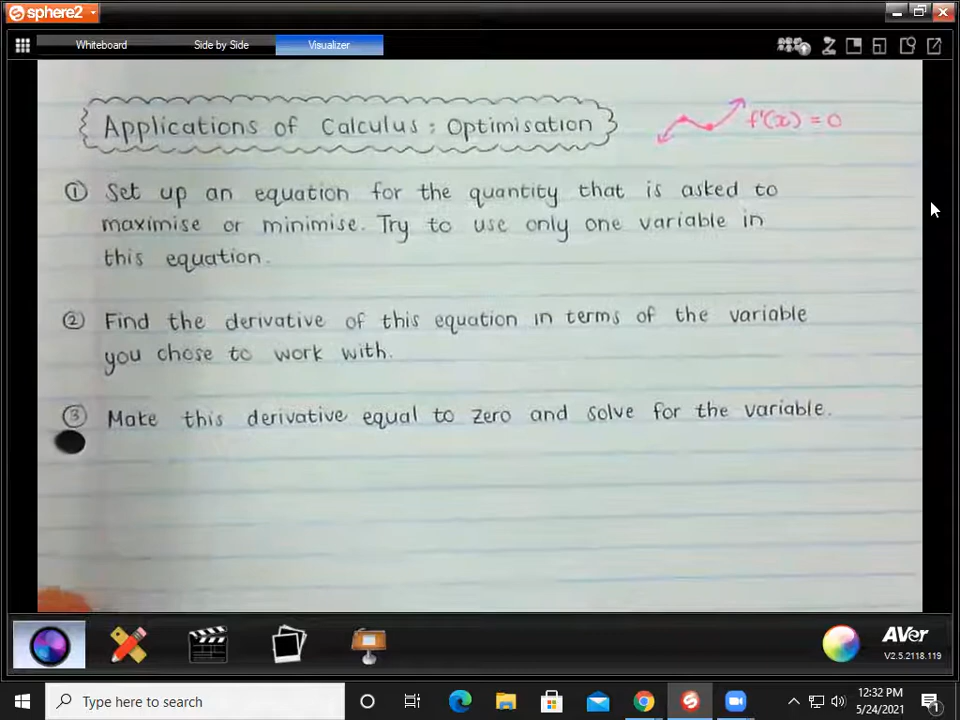 sphere2
Whiteboard
Side by Side
Visualizer
Applications of Calculus : Optimisation
f'(x) = 0
① Set up an equation for the quantity that is asked to
maximise or minimise. Try to use only one variable in
this equation.
② Find the derivative of this equation in terms of the variable
you chose to work with.
③ Make this derivative equal to zero and solve for the variable.
AVer
V2.5.2118.119
Type here to search
12:32 PM
5/24/2021
1